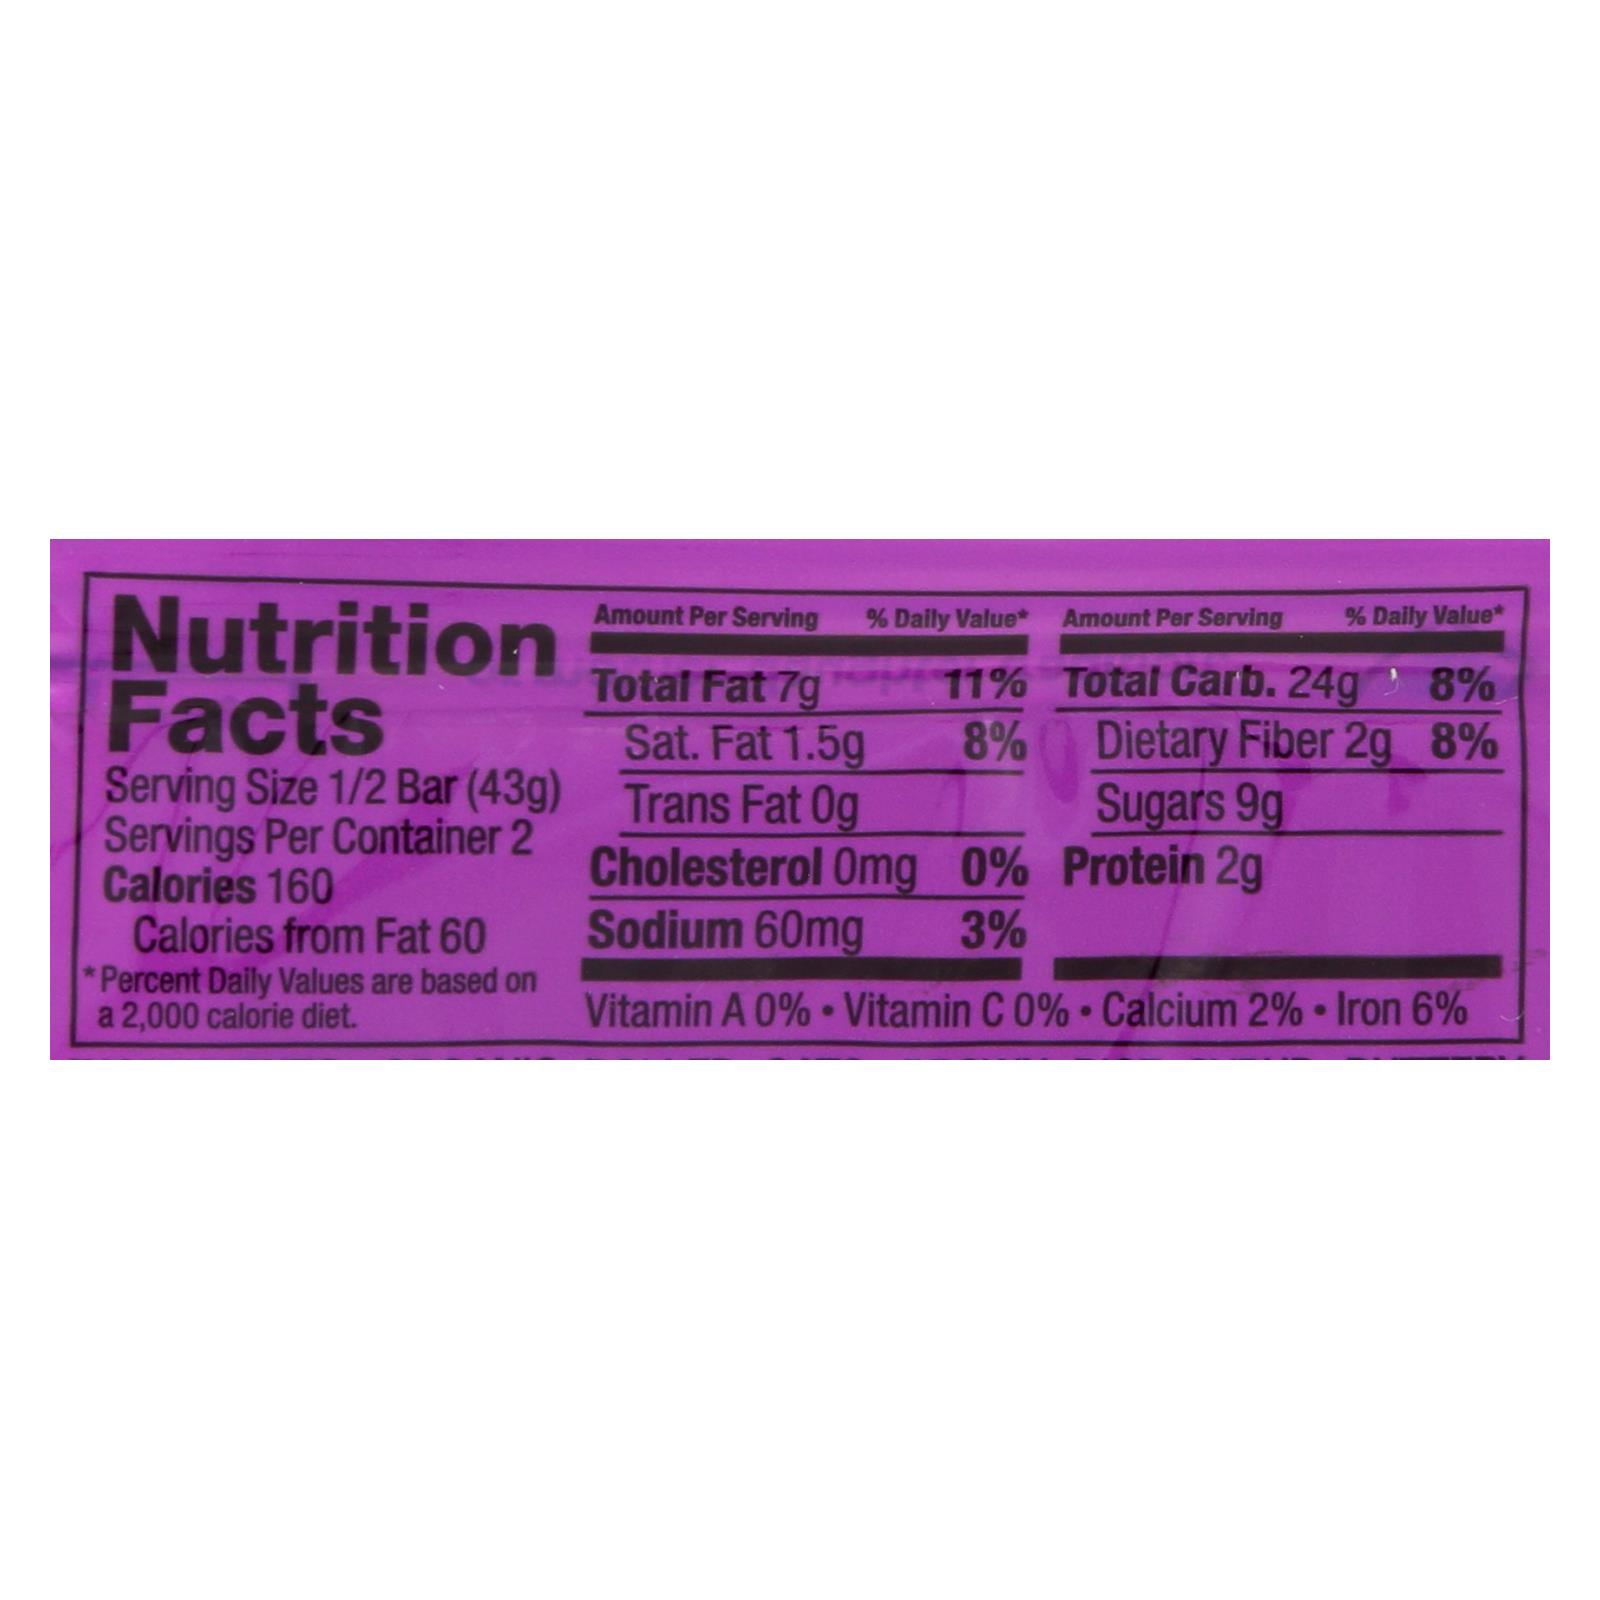 Nutrition
Facts
Serving Size 1/2 Bar (43g)
Servings Per Container 2
Calories 160
Calories from Fat 60
*Percent Daily Values are based on
a 2,000 calorie diet.
Amount Per Serving % Daily Value*
Total Fat 7g 11%
Sat. Fat 1.5g 8%
Trans Fat 0g
Cholesterol 0mg 0%
Sodium 60mg 3%
Amount Per Serving % Daily Value*
Total Carb. 24g 8%
Dietary Fiber 2g 8%
Sugars 9g
Protein 2g
Vitamin A 0% • Vitamin C 0% • Calcium 2% • Iron 6%